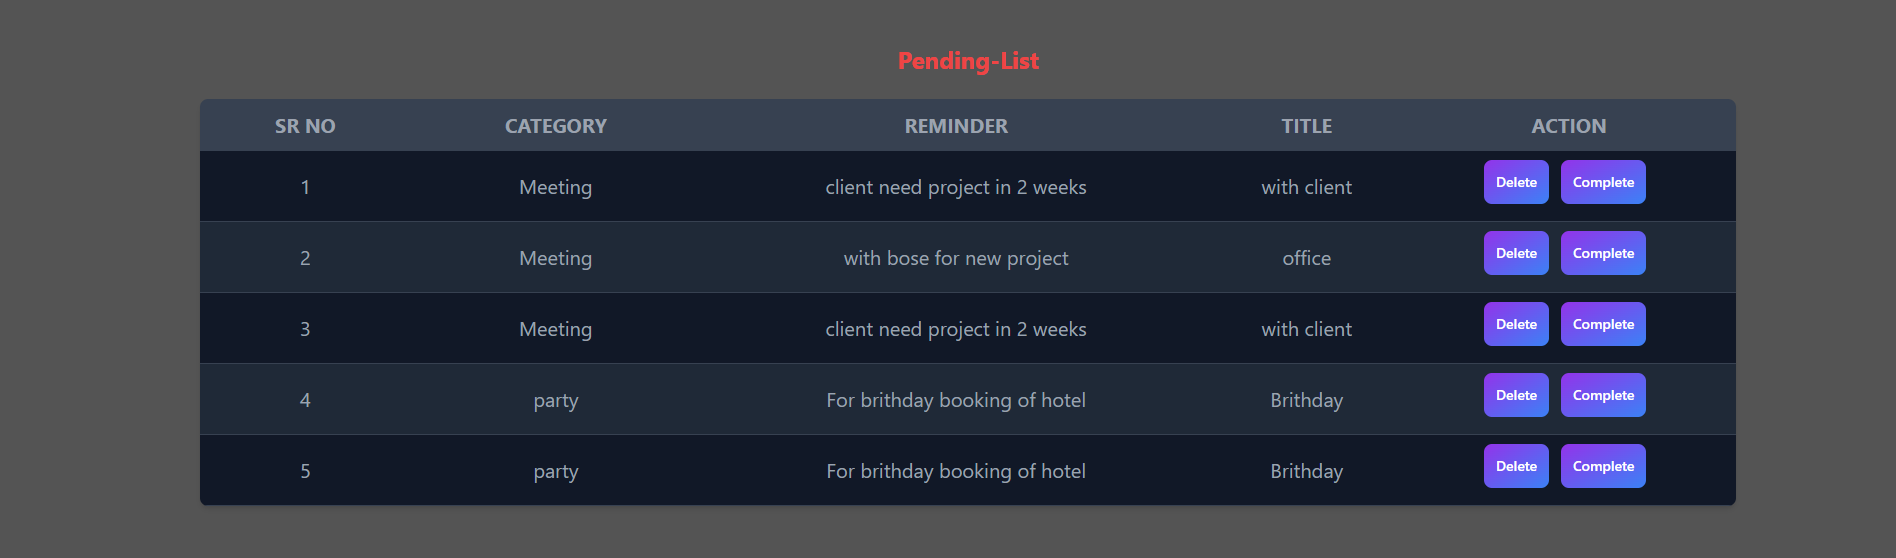 Pending-List
SR NO CATEGORY REMINDER TITLE ACTION
1 Meeting client need project in 2 weeks with client Delete Complete
2 Meeting with bose for new project office Delete Complete
3 Meeting client need project in 2 weeks with client Delete Complete
4 party For brithday booking of hotel Brithday Delete Complete
5 party For brithday booking of hotel Brithday Delete Complete